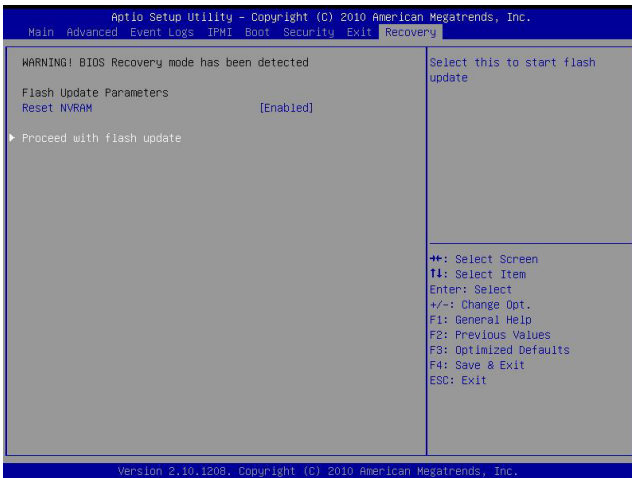 Aptio Setup Utility – Copyright (C) 2010 American Megatrends, Inc.
Main Advanced Event Logs IPMI Boot Security Exit Recovery
WARNING! BIOS Recovery mode has been detected
Flash Update Parameters
Reset NVRAM [Enabled]
▶ Proceed with flash update
Select this to start flash
update
→←: Select Screen
↑↓: Select Item
Enter: Select
+/-: Change Opt.
F1: General Help
F2: Previous Values
F3: Optimized Defaults
F4: Save & Exit
ESC: Exit
Version 2.10.1208. Copyright (C) 2010 American Megatrends, Inc.